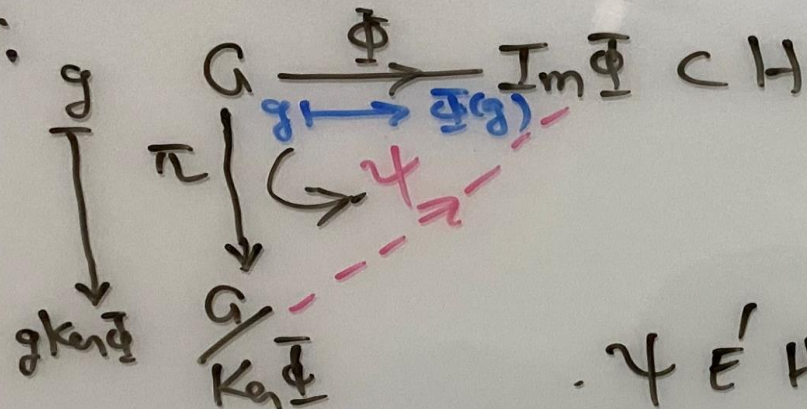 g G Φ Im Φ ⊂ H
π g ↦ Φ(g)
ψ
g Ker Φ G / Ker Φ
. ψ É